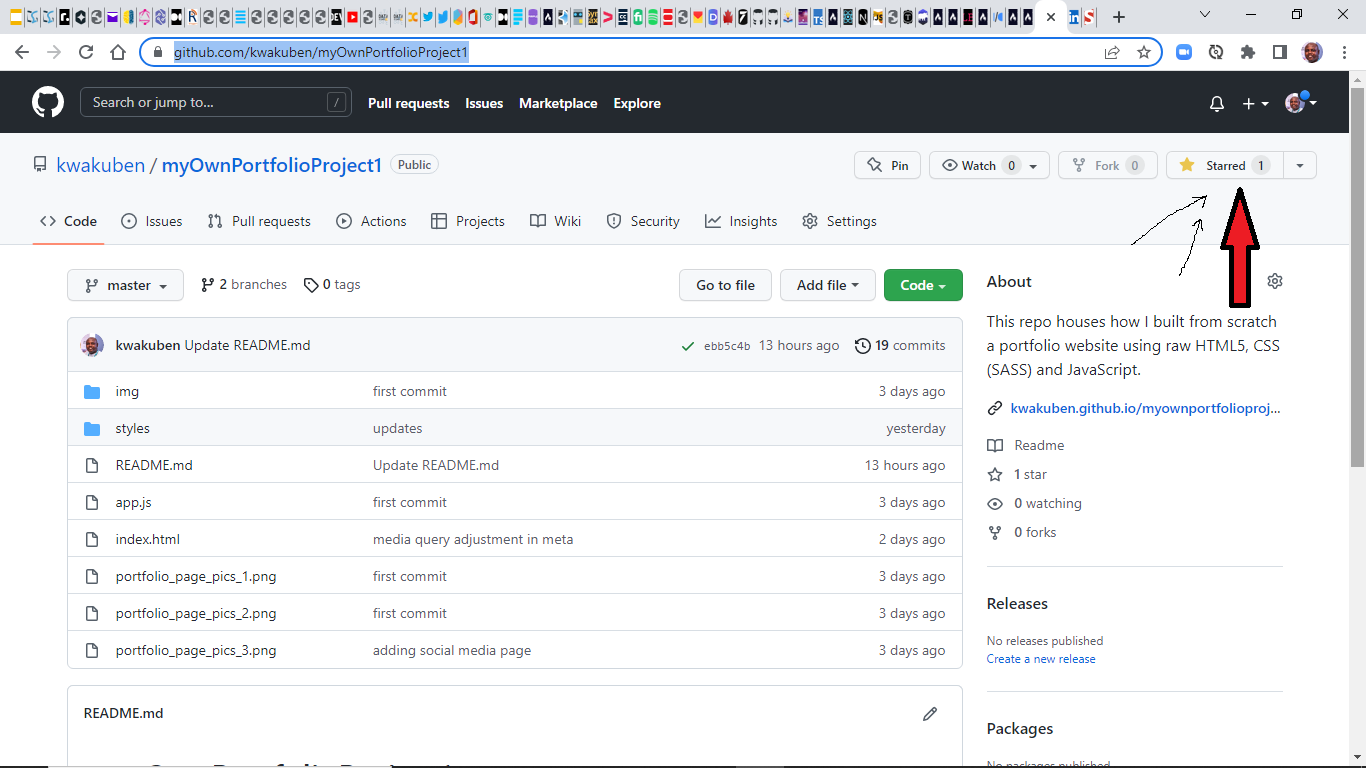 github.com/kwakuben/myOwnPortfolioProject1
Search or jump to... /
Pull requests Issues Marketplace Explore
kwakuben / myOwnPortfolioProject1 Public
Pin Watch 0 Fork 0 Starred 1
Code Issues Pull requests Actions Projects Wiki Security Insights Settings
master 2 branches 0 tags Go to file Add file Code
kwakuben Update README.md ebb5c4b 13 hours ago 19 commits
img first commit 3 days ago
styles updates yesterday
README.md Update README.md 13 hours ago
app.js first commit 3 days ago
index.html media query adjustment in meta 2 days ago
portfolio_page_pics_1.png first commit 3 days ago
portfolio_page_pics_2.png first commit 3 days ago
portfolio_page_pics_3.png adding social media page 3 days ago
README.md
About
This repo houses how I built from scratch
a portfolio website using raw HTML5, CSS
(SASS) and JavaScript.
kwakuben.github.io/myownportfolioproj...
Readme
1 star
0 watching
0 forks
Releases
No releases published
Create a new release
Packages
No packages published